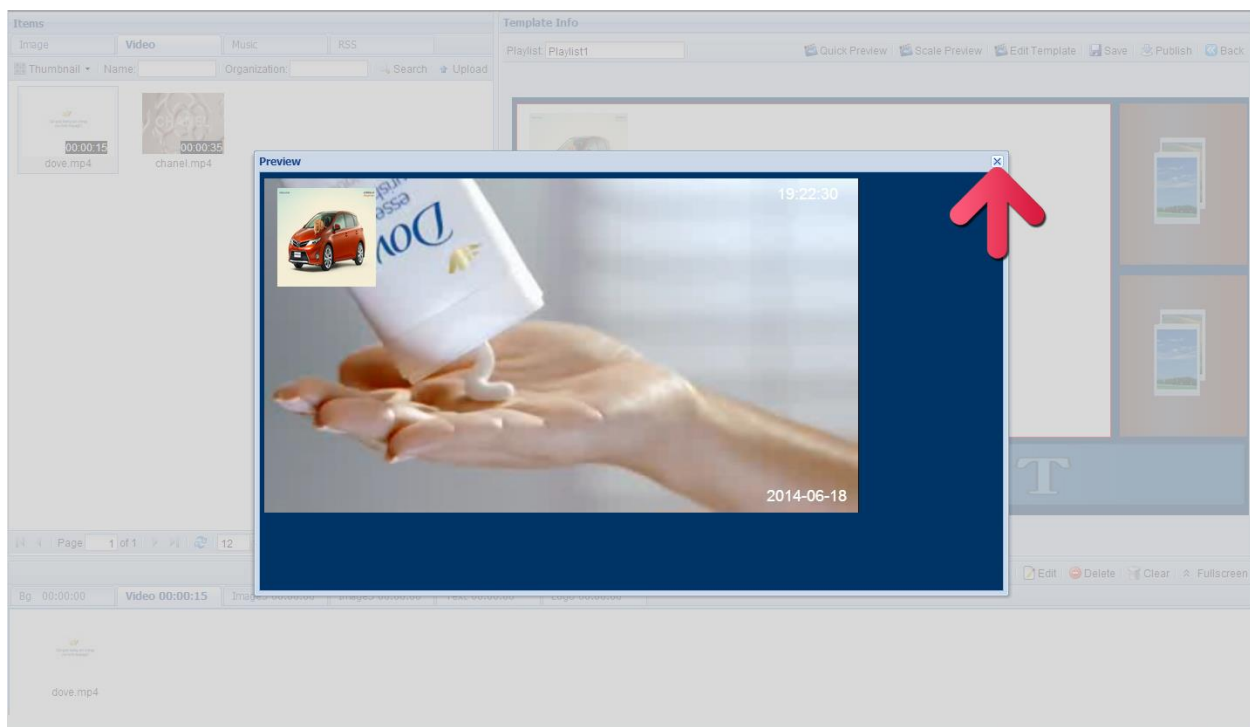 Items
Template Info
Image Video Music RSS
Playlist: Playlist1 Quick Preview Scale Preview Edit Template Save Publish Back
Thumbnail Name: Organization: Search Upload
00:00:15 00:00:35
dove.mp4 chanel.mp4
CHANEL
Preview
19:22:30
Dove
2014-06-18
T
Page 1 of 1 12
Edit Delete Clear Fullscreen
Bg 00:00:00 Video 00:00:15
dove.mp4